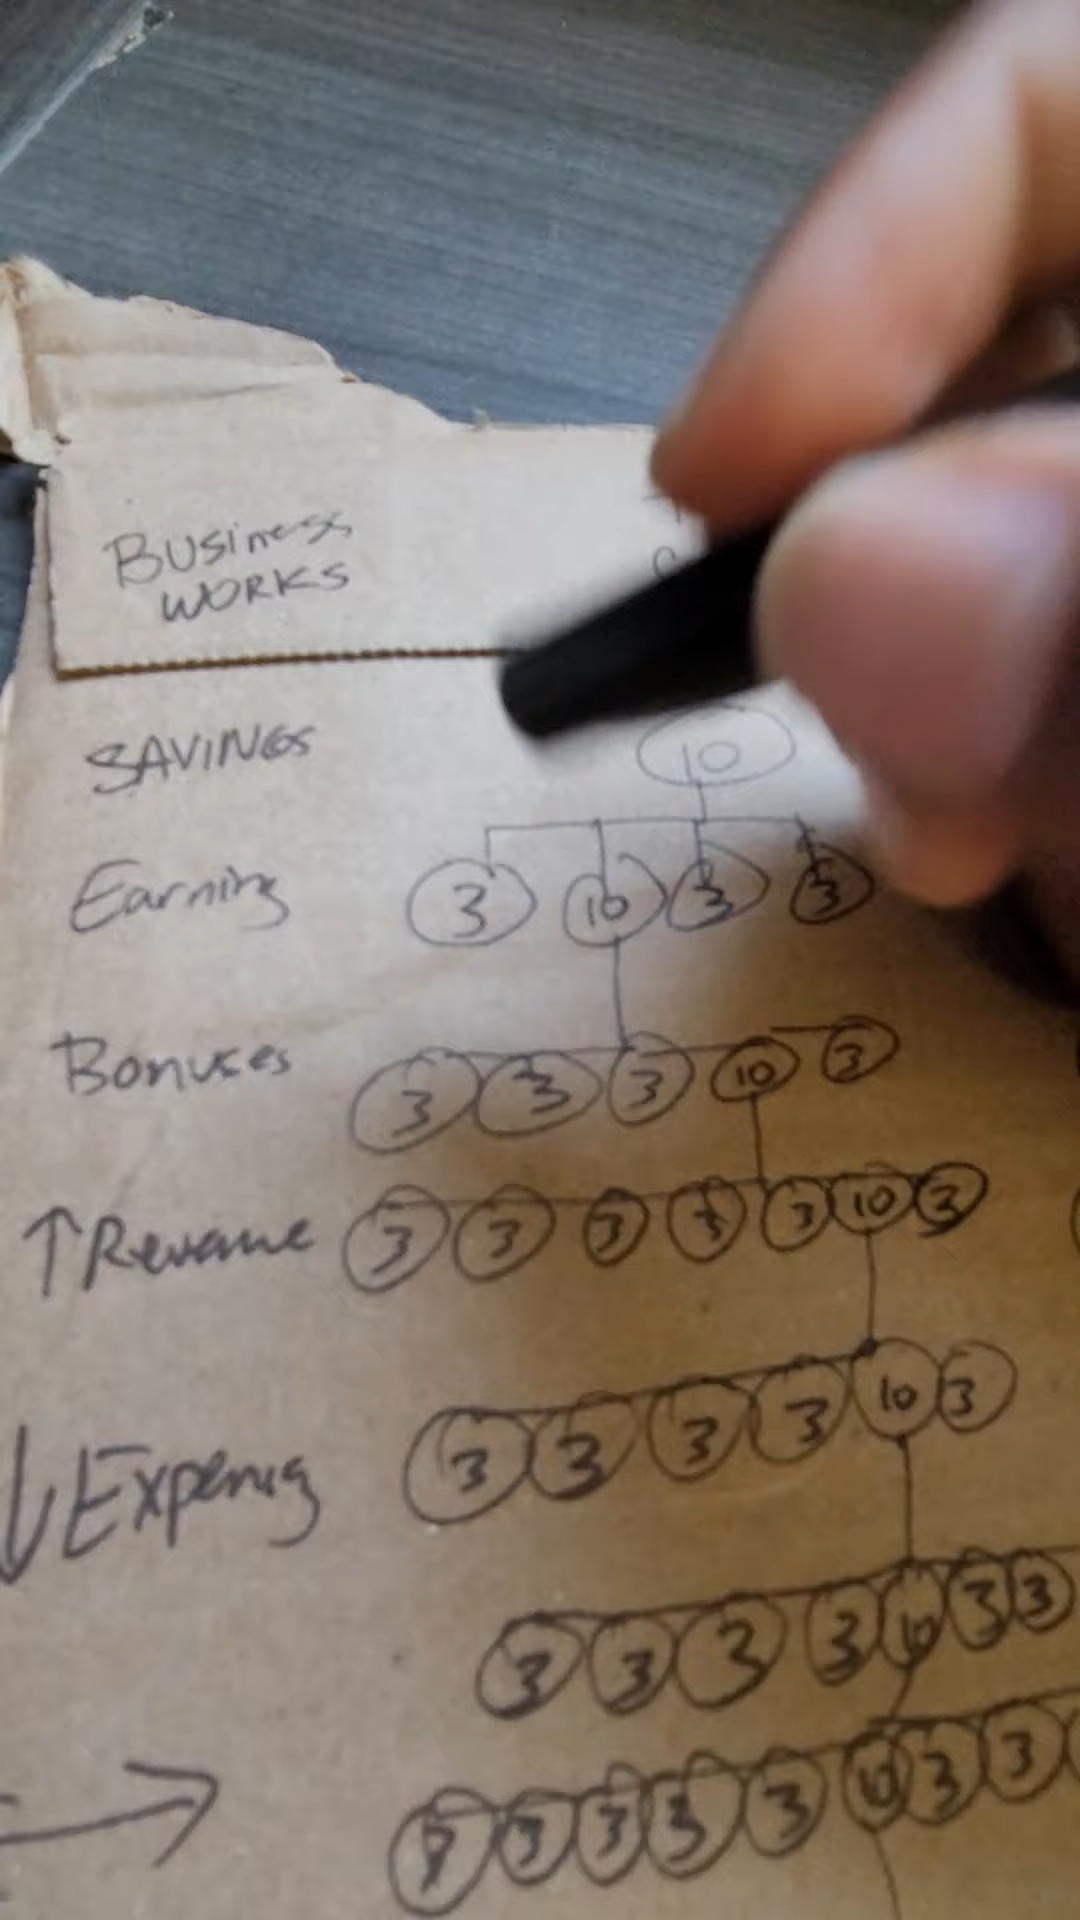 BUSiness
WORKS
SAVINGS
10
Earning
3 10 3 3
Bonuses
3 3 3 10 3
↑Revenue
3 3 3 3 3 10 3
↓Expensg
3 3 3 3 10 3
3 3 3 3 10 3 3
3 3 3 3 10 3 3